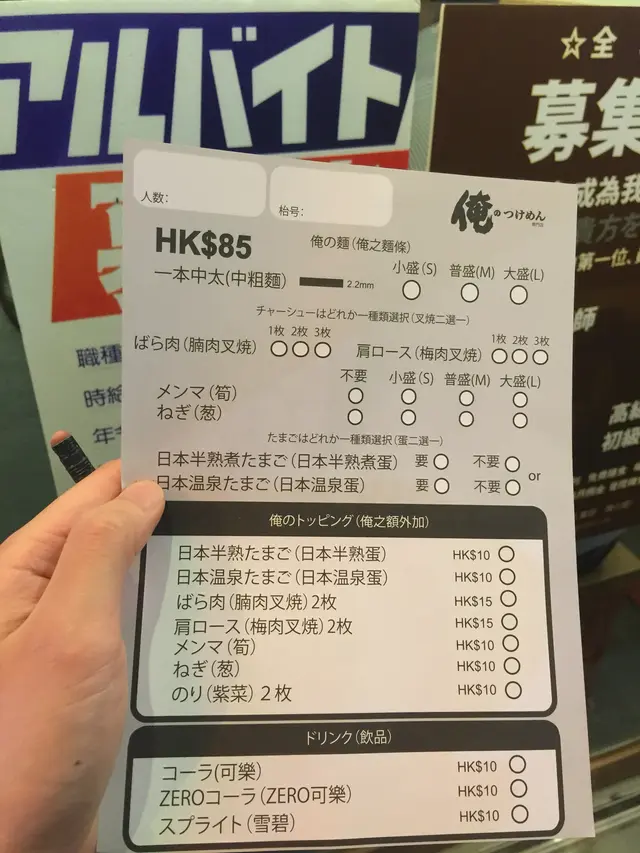 アルバイト
☆全
募集
成為我
貴方を
第一位、
師
高級
初級
職種
時給
年
人数:
枱号:
俺のつけめん
専門店
HK$85
俺の麺(俺之麵條)
一本中太(中粗麺)
2.2mm
小盛(S) 普盛(M) 大盛(L)
チャーシューはどれか一種類選択(叉焼二選一)
1枚 2枚 3枚
ばら肉(腩肉叉焼)
1枚 2枚 3枚
肩ロース(梅肉叉焼)
不要 小盛(S) 普盛(M) 大盛(L)
メンマ(筍)
ねぎ(葱)
たまごはどれか一種類選択(蛋二選一)
日本半熟煮たまご(日本半熟煮蛋) 要 不要
or
日本温泉たまご(日本温泉蛋) 要 不要
俺のトッピング(俺之額外加)
日本半熟たまご(日本半熟蛋) HK$10
日本温泉たまご(日本温泉蛋) HK$10
ばら肉(腩肉叉焼)2枚 HK$15
肩ロース(梅肉叉焼)2枚 HK$15
メンマ(筍) HK$10
ねぎ(葱) HK$10
のり(紫菜)2枚 HK$10
ドリンク(飲品)
コーラ(可樂) HK$10
ZEROコーラ(ZERO可樂) HK$10
スプライト(雪碧) HK$10